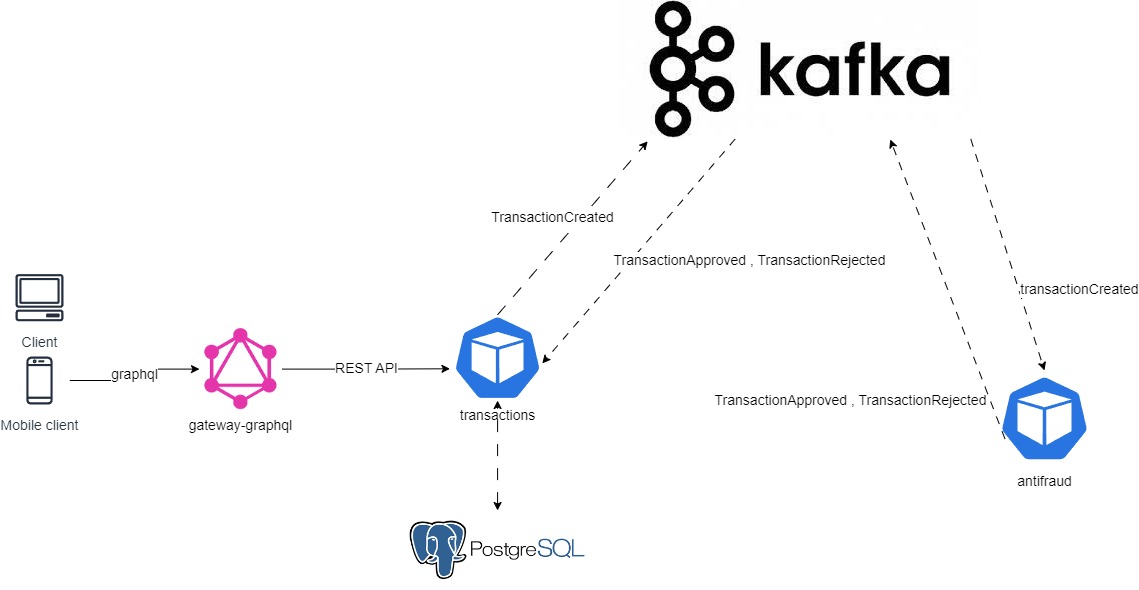 kafka
TransactionCreated
TransactionApproved , TransactionRejected
transactionCreated
Client
graphql
REST API
Mobile client
gateway-graphql
transactions
TransactionApproved , TransactionRejected
antifraud
PostgreSQL